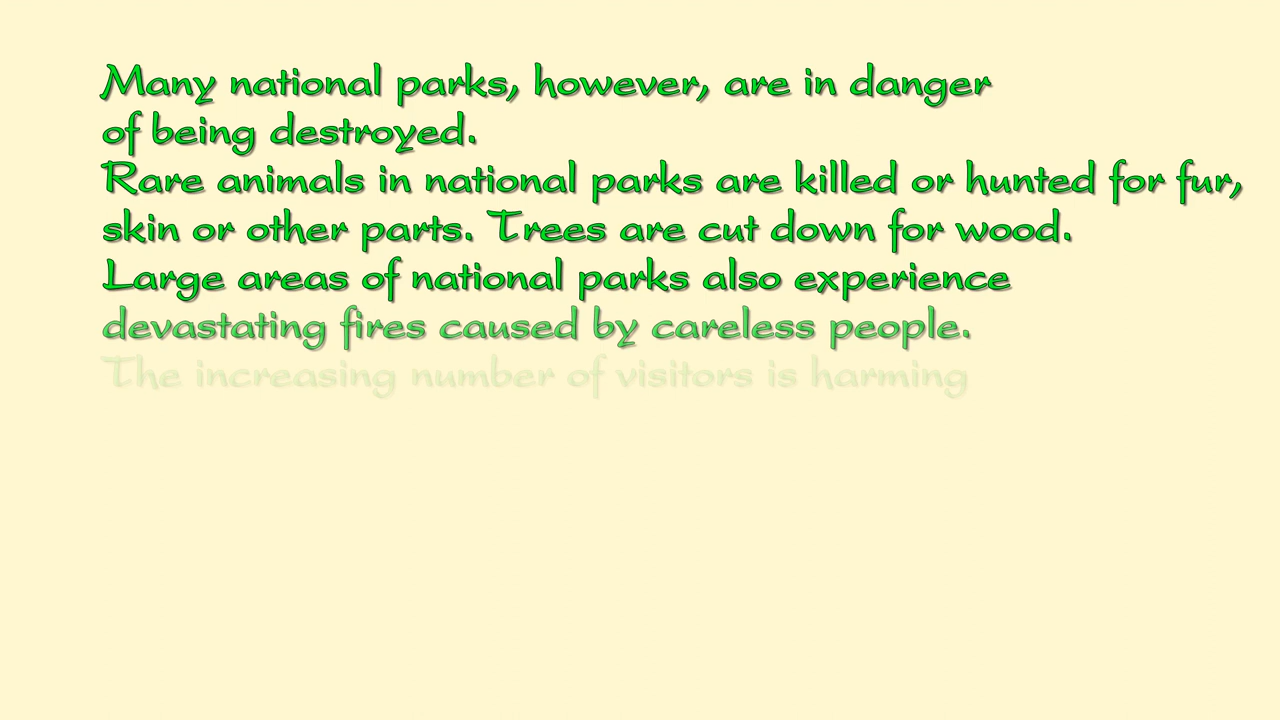 Many national parks, however, are in danger
of being destroyed.
Rare animals in national parks are killed or hunted for fur,
skin or other parts. Trees are cut down for wood.
Large areas of national parks also experience
devastating fires caused by careless people.
The increasing number of visitors is harming